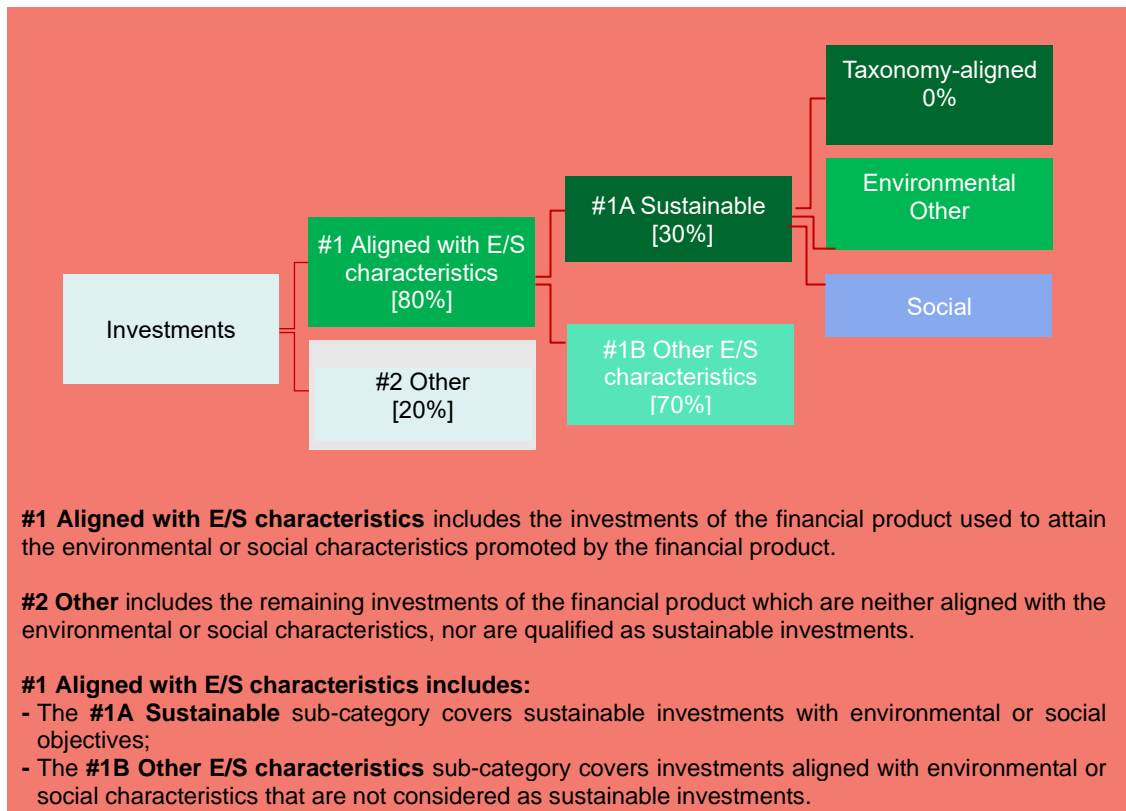 Taxonomy-aligned
0%
Environmental
Other
#1A Sustainable
[30%]
#1 Aligned with E/S
characteristics
[80%]
Social
Investments
#1B Other E/S
characteristics
[70%]
#2 Other
[20%]
#1 Aligned with E/S characteristics includes the investments of the financial product used to attain
the environmental or social characteristics promoted by the financial product.
#2 Other includes the remaining investments of the financial product which are neither aligned with the
environmental or social characteristics, nor are qualified as sustainable investments.
#1 Aligned with E/S characteristics includes:
- The #1A Sustainable sub-category covers sustainable investments with environmental or social
objectives;
- The #1B Other E/S characteristics sub-category covers investments aligned with environmental or
social characteristics that are not considered as sustainable investments.